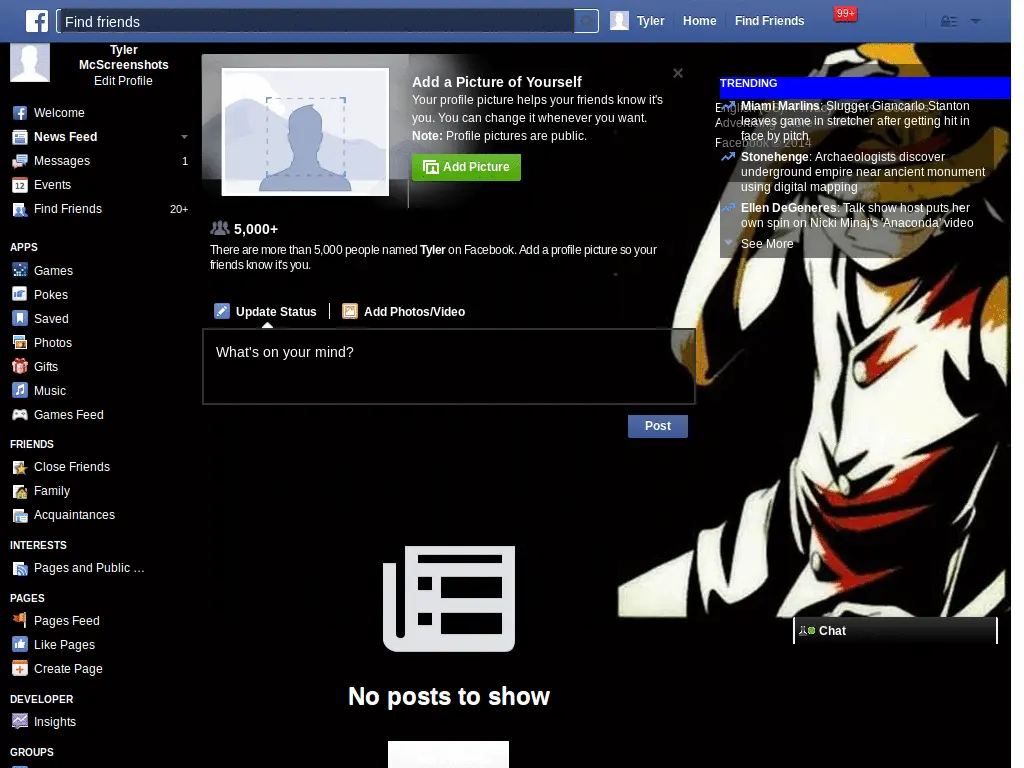 Find friends
Tyler
Home
Find Friends
99+
Tyler
McScreenshots
Edit Profile
Welcome
News Feed
Messages
1
Events
12
Find Friends
20+
APPS
Games
Pokes
Saved
Photos
Gifts
Music
Games Feed
FRIENDS
Close Friends
Family
Acquaintances
INTERESTS
Pages and Public ...
PAGES
Pages Feed
Like Pages
Create Page
DEVELOPER
Insights
GROUPS
Add a Picture of Yourself
Your profile picture helps your friends know it's
you. You can change it whenever you want.
Note: Profile pictures are public.
Add Picture
5,000+
There are more than 5,000 people named Tyler on Facebook. Add a profile picture so your
friends know it's you.
Update Status
Add Photos/Video
What's on your mind?
Post
No posts to show
TRENDING
Miami Marlins: Slugger Giancarlo Stanton
leaves game in stretcher after getting hit in
face by pitch
Facebook © 2014
Stonehenge: Archaeologists discover
underground empire near ancient monument
using digital mapping
Ellen DeGeneres: Talk show host puts her
own spin on Nicki Minaj's 'Anaconda' video
See More
Chat